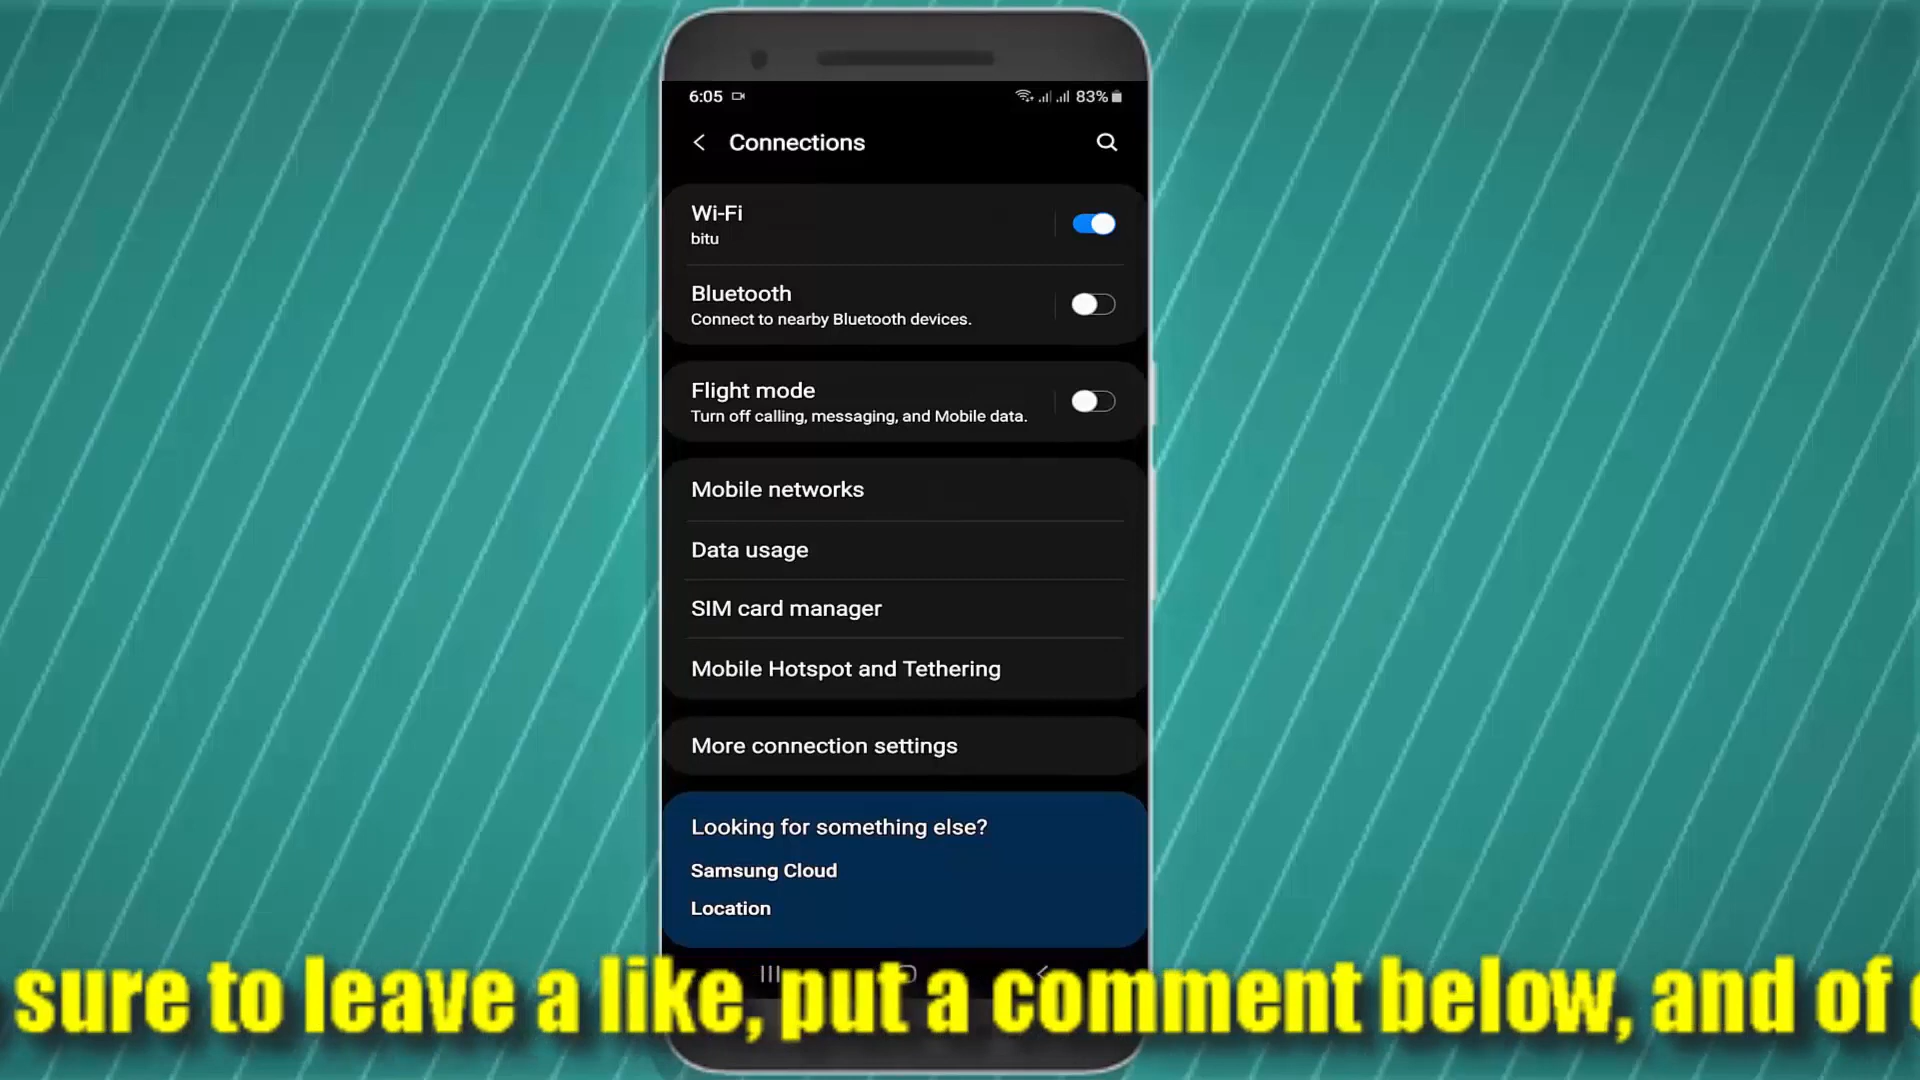 6:05 83%
Connections
Wi-Fi
bitu
Bluetooth
Connect to nearby Bluetooth devices.
Flight mode
Turn off calling, messaging, and Mobile data.
Mobile networks
Data usage
SIM card manager
Mobile Hotspot and Tethering
More connection settings
Looking for something else?
Samsung Cloud
Location
sure to leave a like, put a comment below, and of